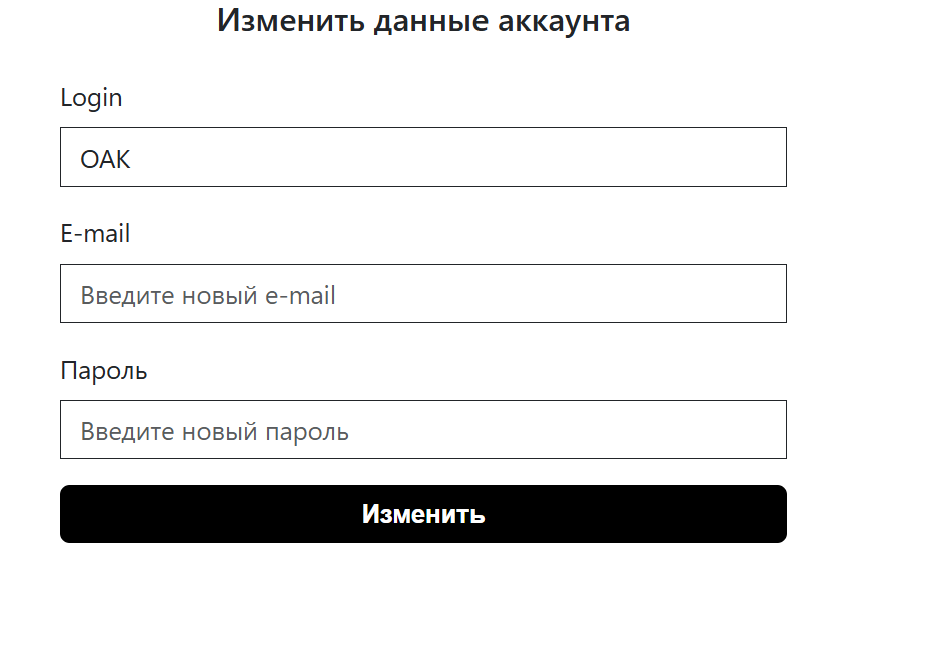 Изменить данные аккаунта
Login
OAK
E-mail
Введите новый e-mail
Пароль
Введите новый пароль
Изменить